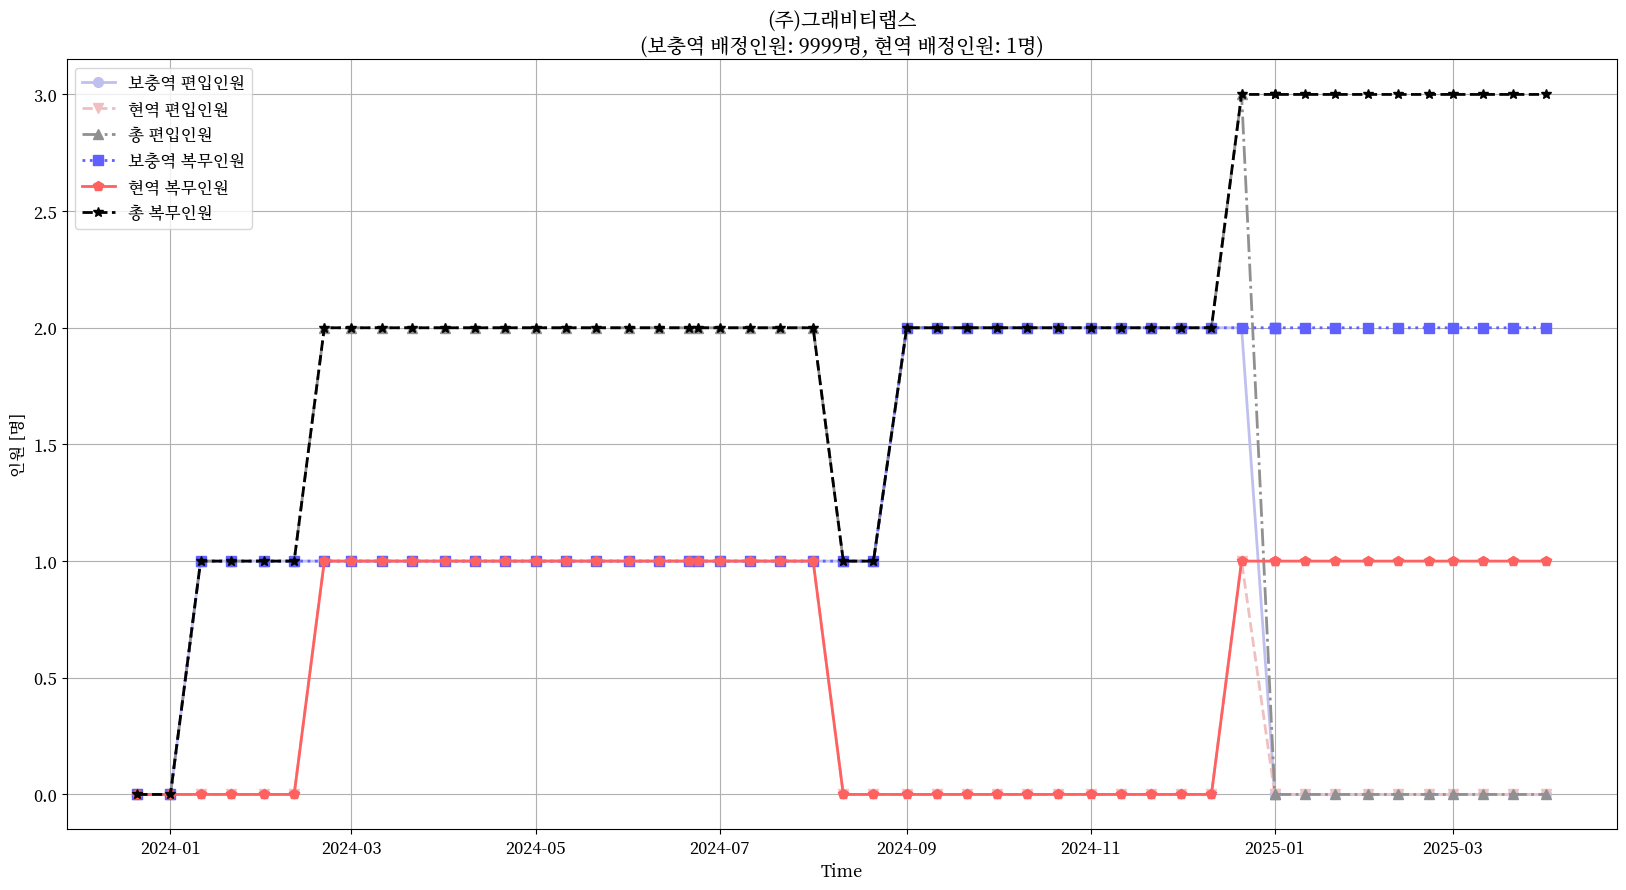 (주)그래비티랩스
(보충역 배정인원: 9999명, 현역 배정인원: 1명)
보충역 편입인원
현역 편입인원
총 편입인원
보충역 복무인원
현역 복무인원
총 복무인원
3.0
2.5
2.0
1.5
1.0
0.5
0.0
인원 [명]
2024-01
2024-03
2024-05
2024-07
2024-09
2024-11
2025-01
2025-03
Time